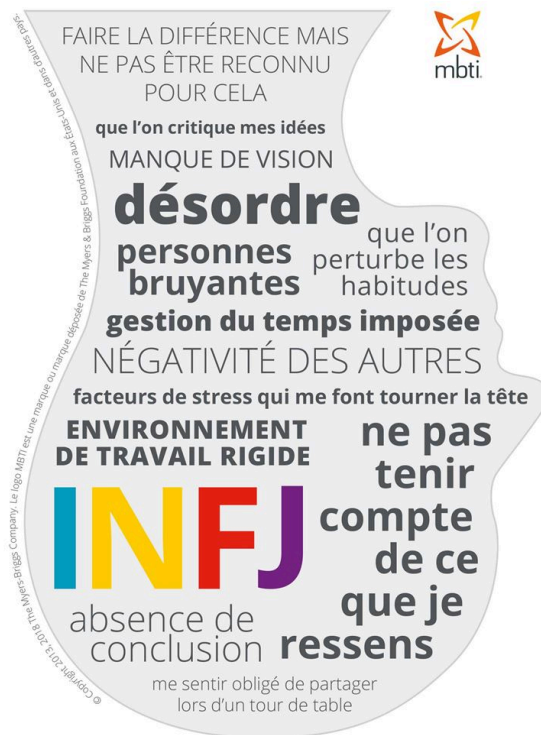 FAIRE LA DIFFÉRENCE MAIS
NE PAS ÊTRE RECONNU
POUR CELA
mbti
que l'on critique mes idées
MANQUE DE VISION
désordre
personnes
bruyantes
que l'on
perturbe les
habitudes
gestion du temps imposée
NÉGATIVITÉ DES AUTRES
facteurs de stress qui me font tourner la tête
ENVIRONNEMENT
DE TRAVAIL RIGIDE
ne pas
tenir
compte
de ce
que je
ressens
INFJ
absence de
conclusion
me sentir obligé de partager
lors d'un tour de table
© Copyright 2013, 2018 The Myers-Briggs Company. Le logo MBTI est une marque ou marque déposée de The Myers & Briggs Foundation aux États-Unis et dans d'autres pays.